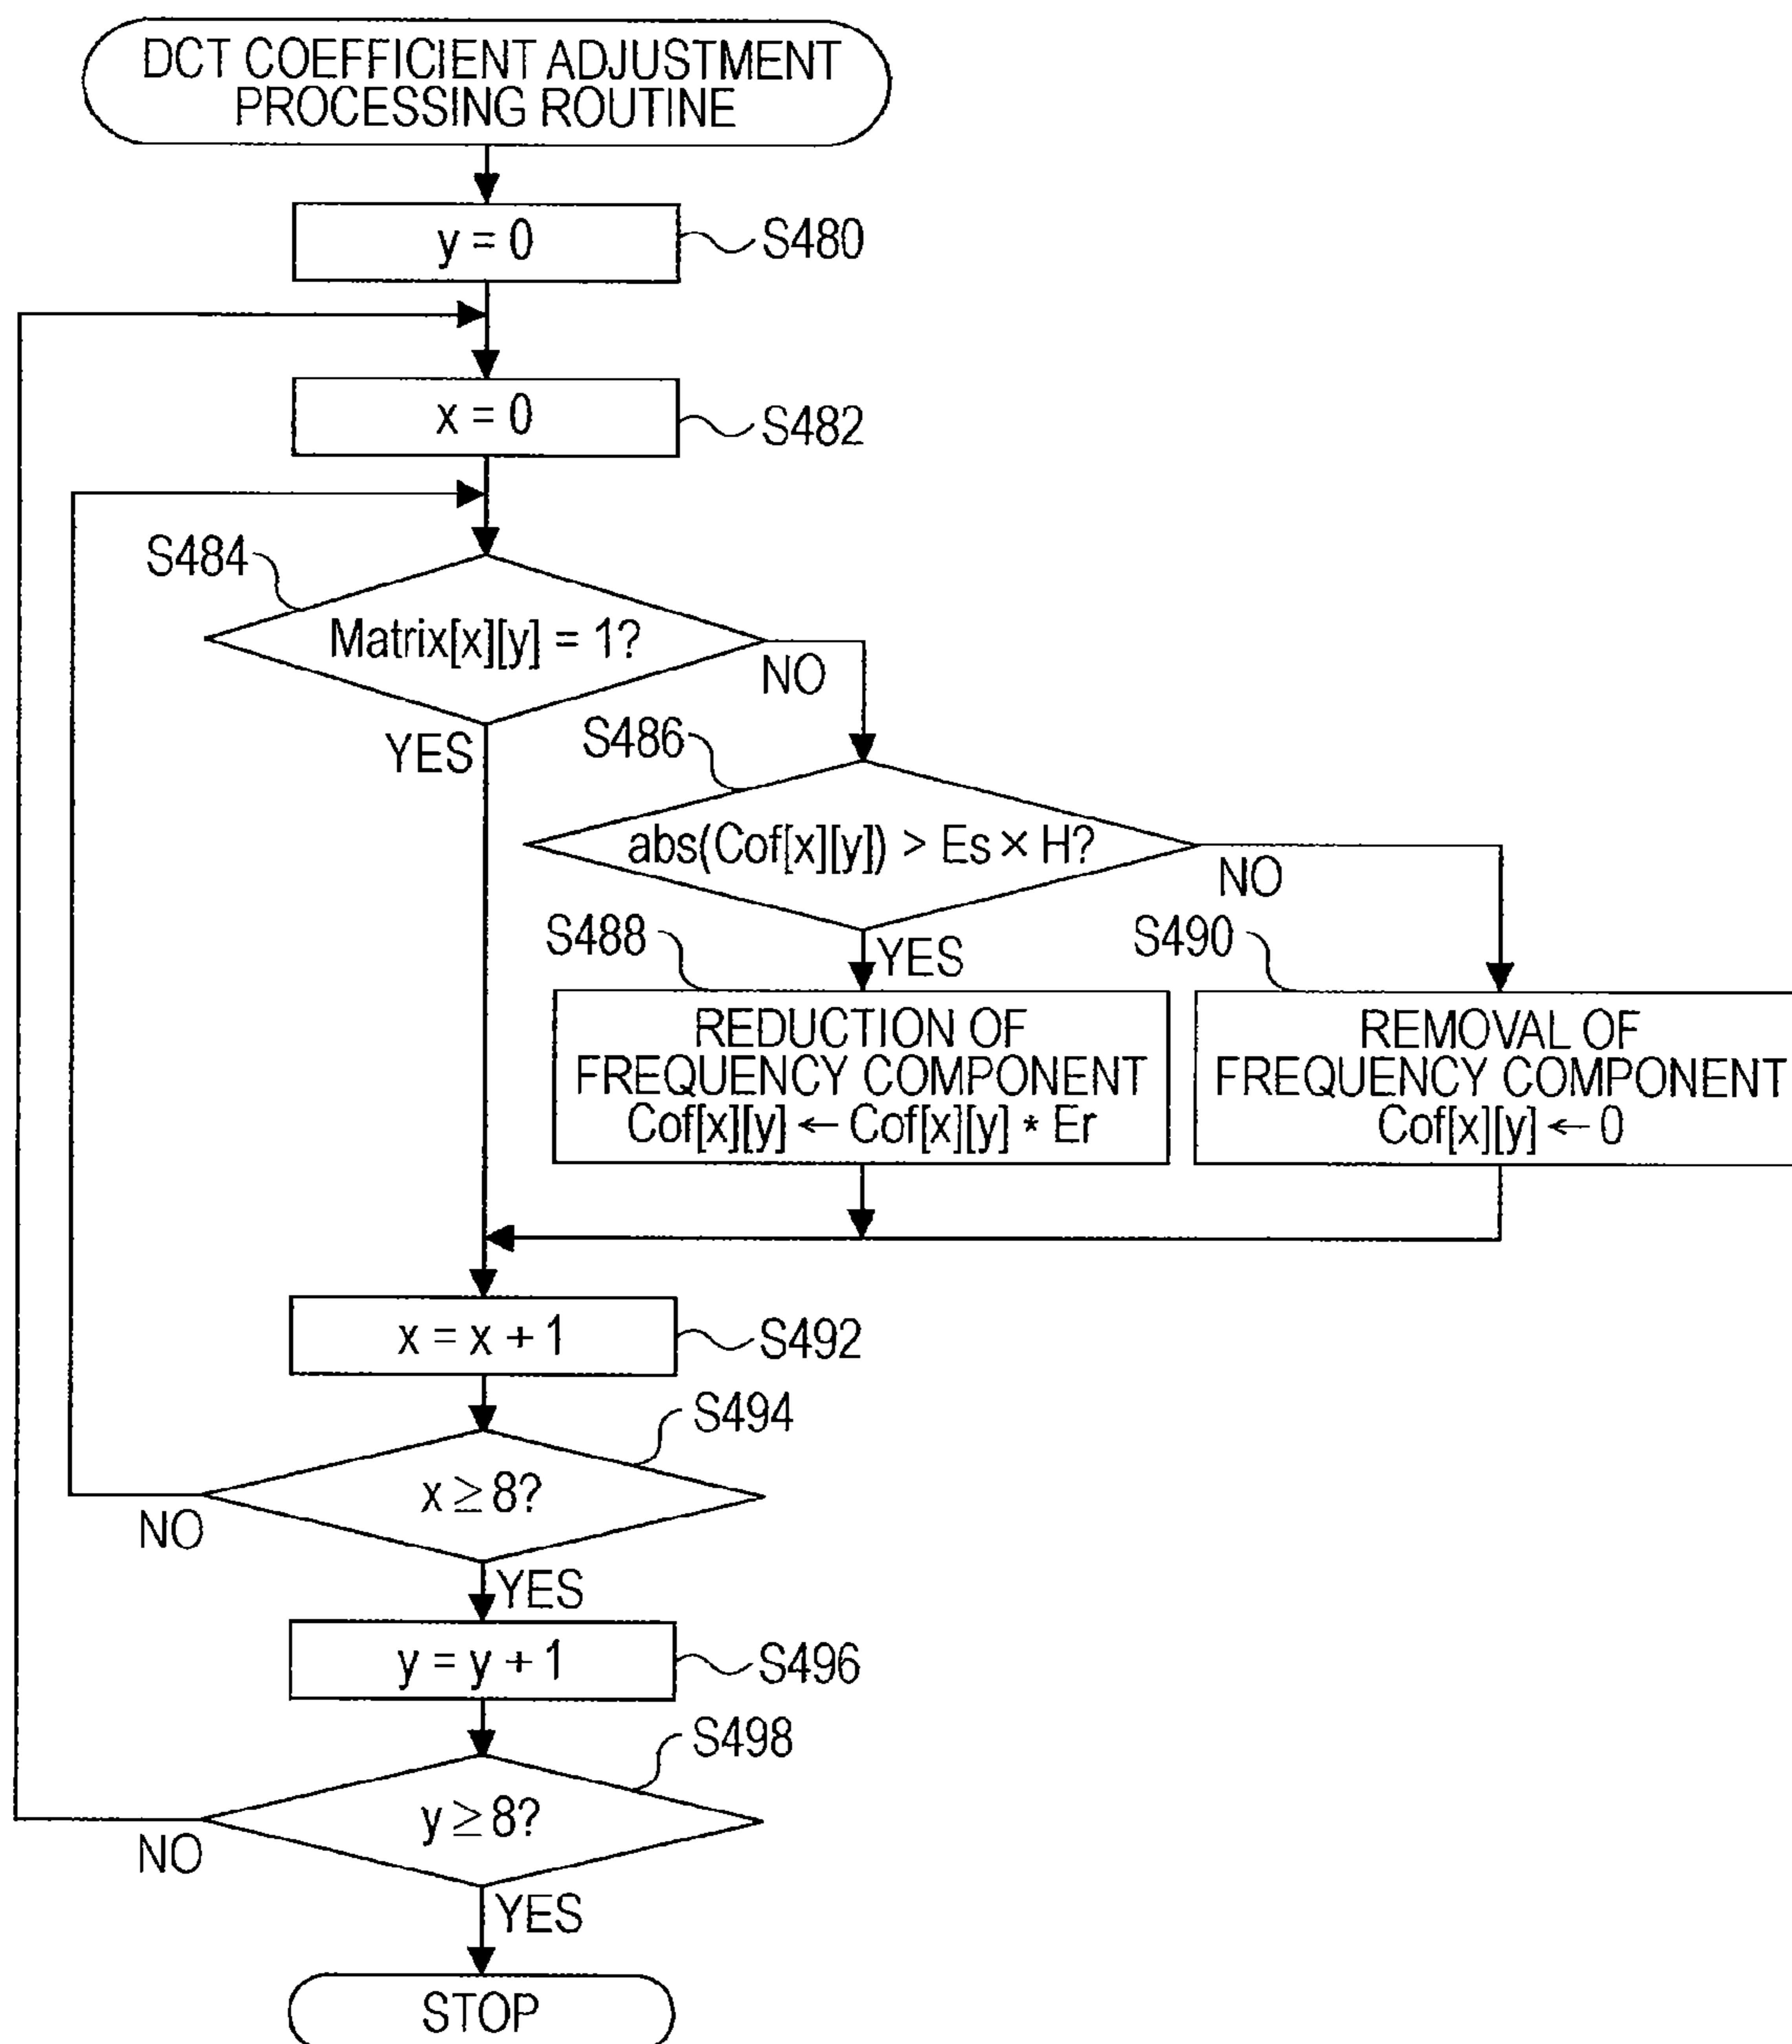 DCT COEFFICIENT ADJUSTMENT
PROCESSING ROUTINE
y = 0
S480
x = 0
S482
S484
Matrix[x][y] = 1?
NO
YES
S486
abs(Cof[x][y]) > Es × H?
NO
YES
S488
REDUCTION OF
FREQUENCY COMPONENT
Cof[x][y] ← Cof[x][y] * Er
S490
REMOVAL OF
FREQUENCY COMPONENT
Cof[x][y] ← 0
x = x + 1
S492
S494
x ≥ 8?
NO
YES
y = y + 1
S496
S498
y ≥ 8?
NO
YES
STOP